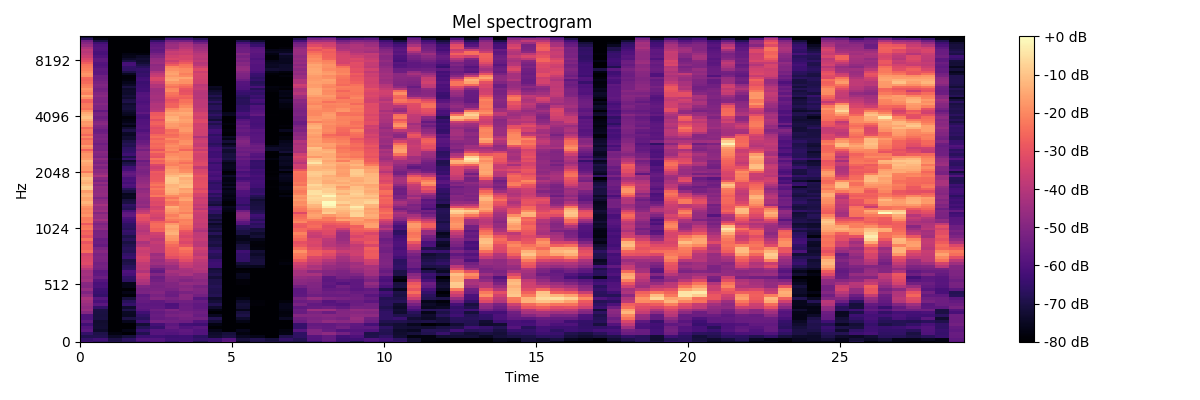 Mel spectrogram
Hz
8192
4096
2048
1024
512
0
0 5 10 15 20 25
Time
+0 dB
-10 dB
-20 dB
-30 dB
-40 dB
-50 dB
-60 dB
-70 dB
-80 dB